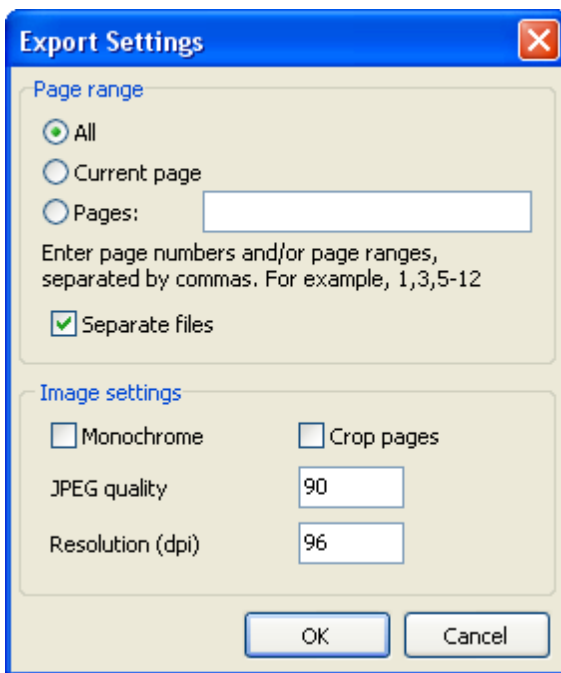 Export Settings
Page range
All
Current page
Pages:
Enter page numbers and/or page ranges,
separated by commas. For example, 1,3,5-12
Separate files
Image settings
Monochrome Crop pages
JPEG quality 90
Resolution (dpi) 96
OK Cancel